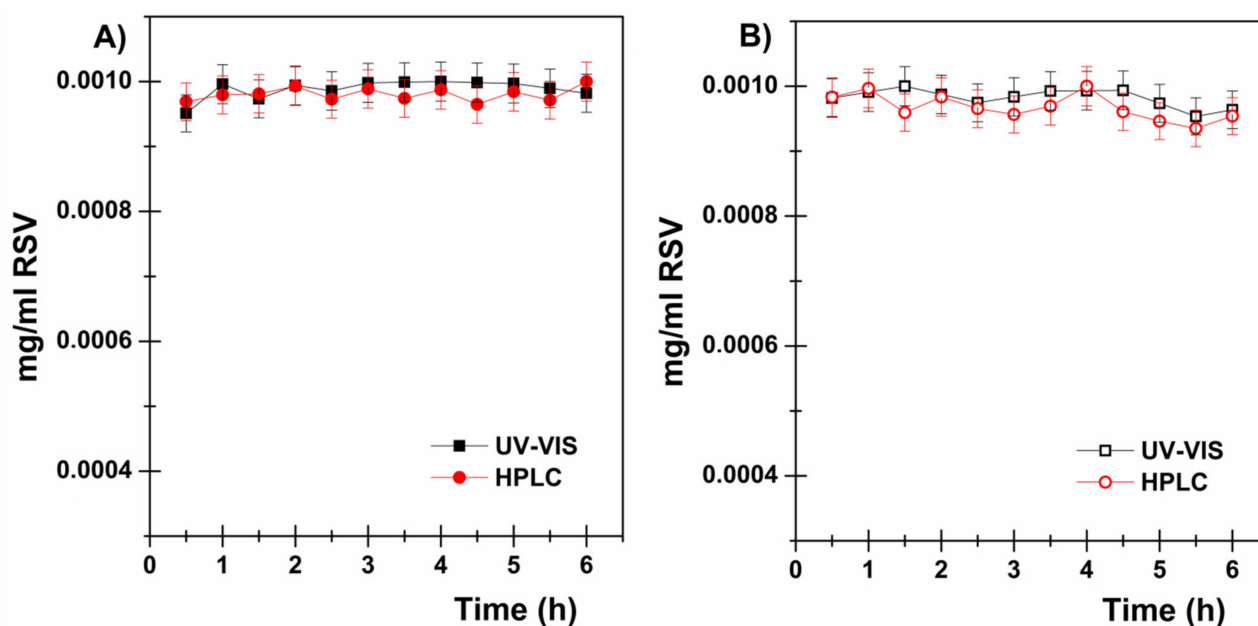 A)
mg/ml RSV
0.0010
0.0008
0.0006
0.0004
UV-VIS
HPLC
0 1 2 3 4 5 6
Time (h)
B)
mg/ml RSV
0.0010
0.0008
0.0006
0.0004
UV-VIS
HPLC
0 1 2 3 4 5 6
Time (h)